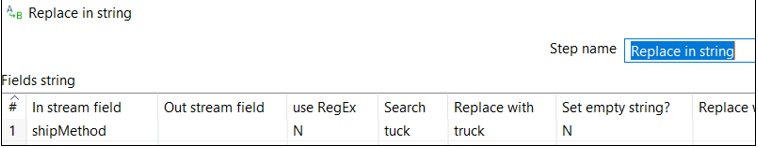 A B Replace in string
Step name Replace in string
Fields string
# In stream field Out stream field use RegEx Search Replace with Set empty string? Replace
1 shipMethod N tuck truck N